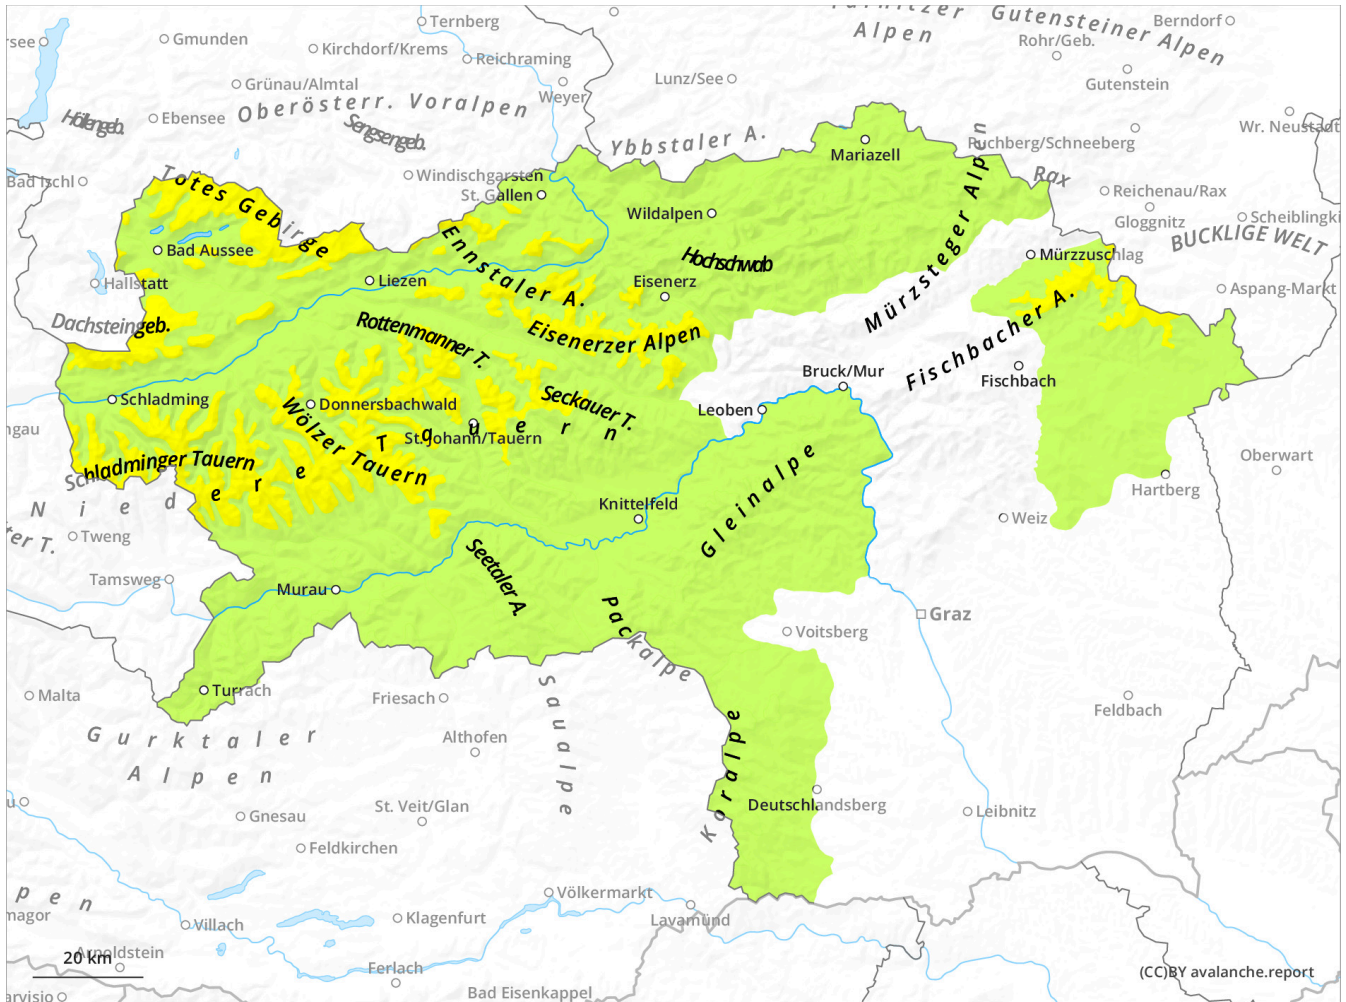 Ternberg
Türnitzer
Alpen
Gutensteiner Alpen
Berndorf
Gmunden
Kirchdorf/Krems
Reichraming
Rohr/Geb.
Grünau/Almtal
Weyer
Lunz/See
Gutenstein
Höllengeb.
Ebensee
Oberösterr. Voralpen
Sengsengeb.
Ybbstaler A.
Mariazell
Puchberg/Schneeberg
Wr. Neustadt
Bad Ischl
Totes Gebirge
Windischgarsten
St. Gallen
Rax
Reichenau/Rax
Wildalpen
Gloggnitz
Scheiblingki
BUCKLIGE WELT
Bad Aussee
Ennstaler A.
Hochschwab
Mürzsteger Alpen
Mürzzuschlag
Hallstatt
Liezen
Eisenerz
Aspang-Markt
Dachsteingeb.
Rottenmanner T.
Eisenerzer Alpen
Fischbacher A.
Bruck/Mur
Fischbach
Schladming
Donnersbachwald
Seckauer T.
Leoben
ngau
Wölzer Tauern
St. Johann/Tauern
Schladminger Tauern
Niedere Tauern
Gleinalpe
Oberwart
Hartberg
Knittelfeld
Weiz
ter T.
Tweng
Tamsweg
Murau
Seetaler A.
Packalpe
Graz
Voitsberg
Malta
Turrach
Friesach
Saualpe
Koralpe
Feldbach
Gurktaler
Alpen
Althofen
St. Veit/Glan
Deutschlandsberg
Leibnitz
Gnesau
Feldkirchen
pen
magor
Völkermarkt
Villach
Klagenfurt
Lavamünd
Arnoldstein
20 km
Ferlach
Bad Eisenkappel
arvisio
(CC)BY avalanche.report